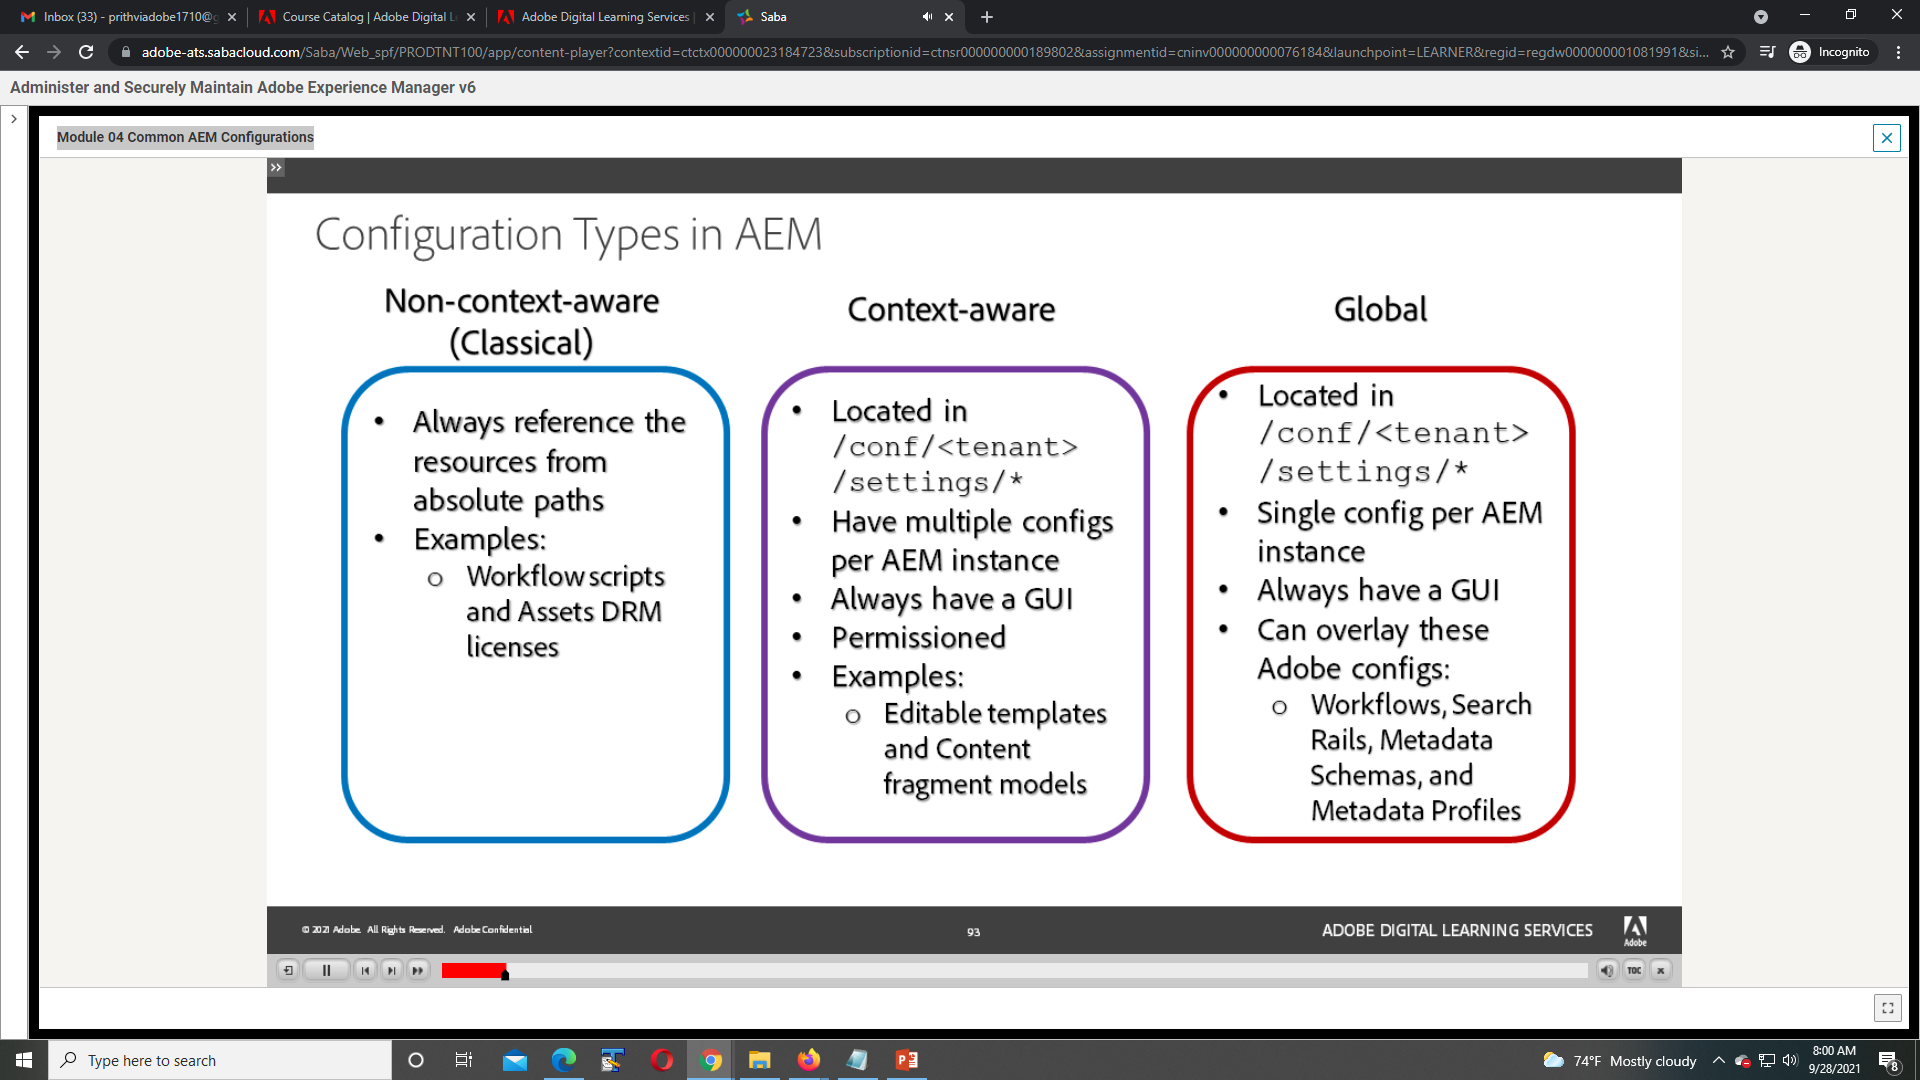 Inbox (33) - prithviadobe1710@g
Course Catalog | Adobe Digital L
Adobe Digital Learning Services |
Saba
adobe-ats.sabacloud.com/Saba/Web_spf/PRODTNT100/app/content-player?contextid=ctctx000000023184723&subscriptionid=ctnsr0000000000189802&assignmentid=cninv000000000076184&launchpoint=LEARNER&regid=regdw000000001081991&si...
Incognito
Administer and Securely Maintain Adobe Experience Manager v6
Module 04 Common AEM Configurations
Configuration Types in AEM
Non-context-aware
(Classical)
• Always reference the
resources from
absolute paths
• Examples:
o Workflow scripts
and Assets DRM
licenses
Context-aware
• Located in
/conf/<tenant>
/settings/*
• Have multiple configs
per AEM instance
• Always have a GUI
• Permissioned
• Examples:
o Editable templates
and Content
fragment models
Global
• Located in
/conf/<tenant>
/settings/*
• Single config per AEM
instance
• Always have a GUI
• Can overlay these
Adobe configs:
o Workflows, Search
Rails, Metadata
Schemas, and
Metadata Profiles
© 2021 Adobe. All Rights Reserved. Adobe Confidential
93
ADOBE DIGITAL LEARNING SERVICES
Adobe
TOC
Type here to search
74°F Mostly cloudy
8:00 AM
9/28/2021
8